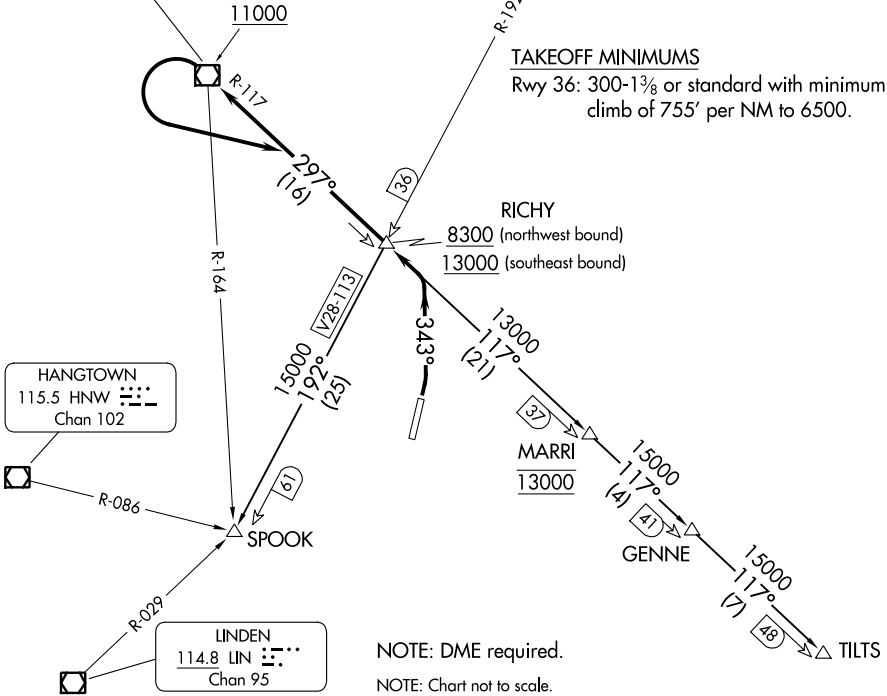 11000
R-192
TAKEOFF MINIMUMS
Rwy 36: 300-1⅜ or standard with minimum
climb of 755' per NM to 6500.
R-117
297°
(16)
36
RICHY
8300 (northwest bound)
13000 (southeast bound)
R-164
V28-113
15000
192°
(25)
343°
13000
117°
(21)
HANGTOWN
115.5 HNW
Chan 102
37
MARRI
13000
15000
117°
(4)
R-086
61
SPOOK
41
GENNE
15000
117°
(7)
R-029
LINDEN
114.8 LIN
Chan 95
48
TILTS
NOTE: DME required.
NOTE: Chart not to scale.